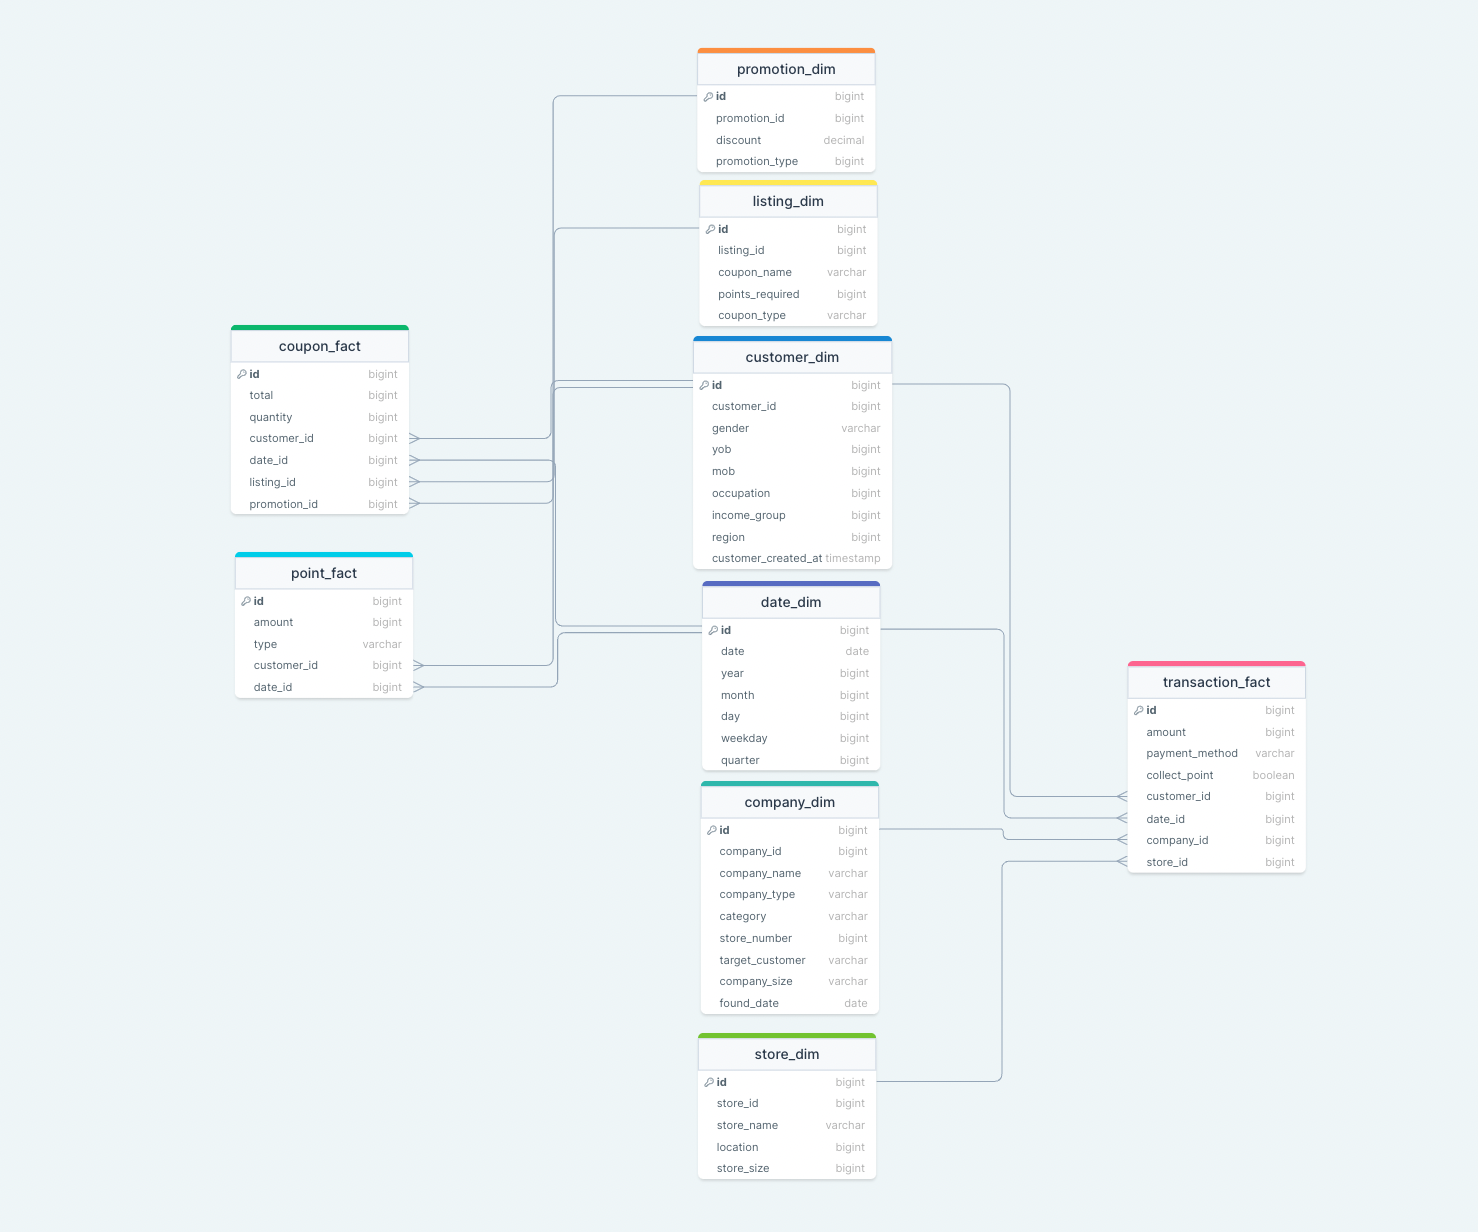 promotion_dim
id bigint
promotion_id bigint
discount decimal
promotion_type bigint
listing_dim
id bigint
listing_id bigint
coupon_name varchar
points_required bigint
coupon_type varchar
coupon_fact
id bigint
total bigint
quantity bigint
customer_id bigint
date_id bigint
listing_id bigint
promotion_id bigint
customer_dim
id bigint
customer_id bigint
gender varchar
yob bigint
mob bigint
occupation bigint
income_group bigint
region bigint
customer_created_at timestamp
point_fact
id bigint
amount bigint
type varchar
customer_id bigint
date_id bigint
date_dim
id bigint
date date
year bigint
month bigint
day bigint
weekday bigint
quarter bigint
transaction_fact
id bigint
amount bigint
payment_method varchar
collect_point boolean
customer_id bigint
date_id bigint
company_id bigint
store_id bigint
company_dim
id bigint
company_id bigint
company_name varchar
company_type varchar
category varchar
store_number bigint
target_customer varchar
company_size varchar
found_date date
store_dim
id bigint
store_id bigint
store_name varchar
location bigint
store_size bigint